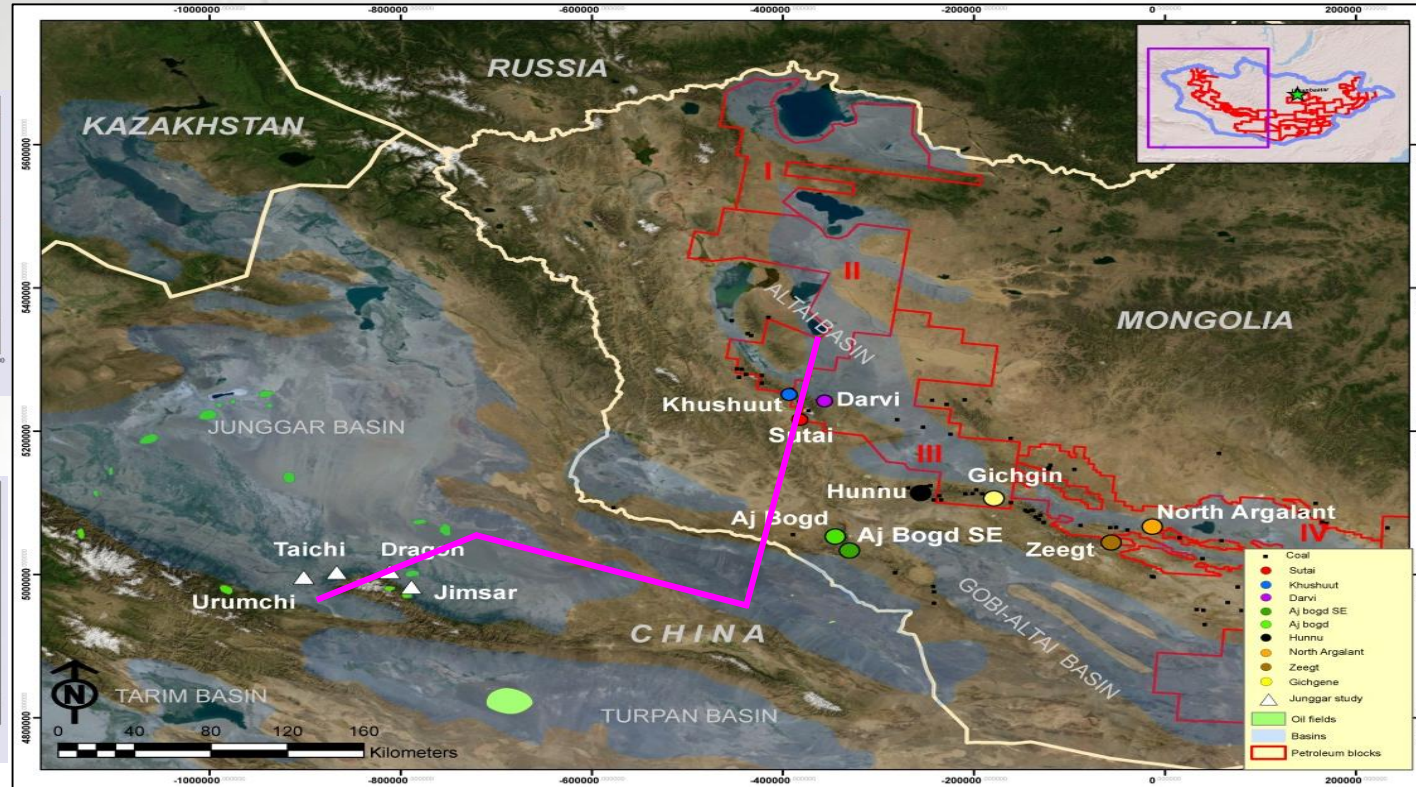 -1000000
-800000
-600000
-400000
-200000
0
200000
RUSSIA
KAZAKHSTAN
5600000
I
II
5400000
ALTAI BASIN
MONGOLIA
Khushuut
Darvi
JUNGGAR BASIN
5200000
Sutai
III
Gichgin
Hunnu
Aj Bogd
Aj Bogd SE
North Argalant
Zeegt
IV
Taichi
Dragon
5000000
Urumchi
Jimsar
CHINA
GOBI-ALTAI BASIN
TARIM BASIN
TURPAN BASIN
4800000
N
0 40 80 120 160
Kilometers
Coal
Sutai
Khushuut
Darvi
Aj bogd SE
Aj bogd
Hunnu
North Argalant
Zeegt
Gichgene
Junggar study
Oil fields
Basins
Petroleum blocks
-1000000
-800000
-600000
-400000
-200000
0
200000